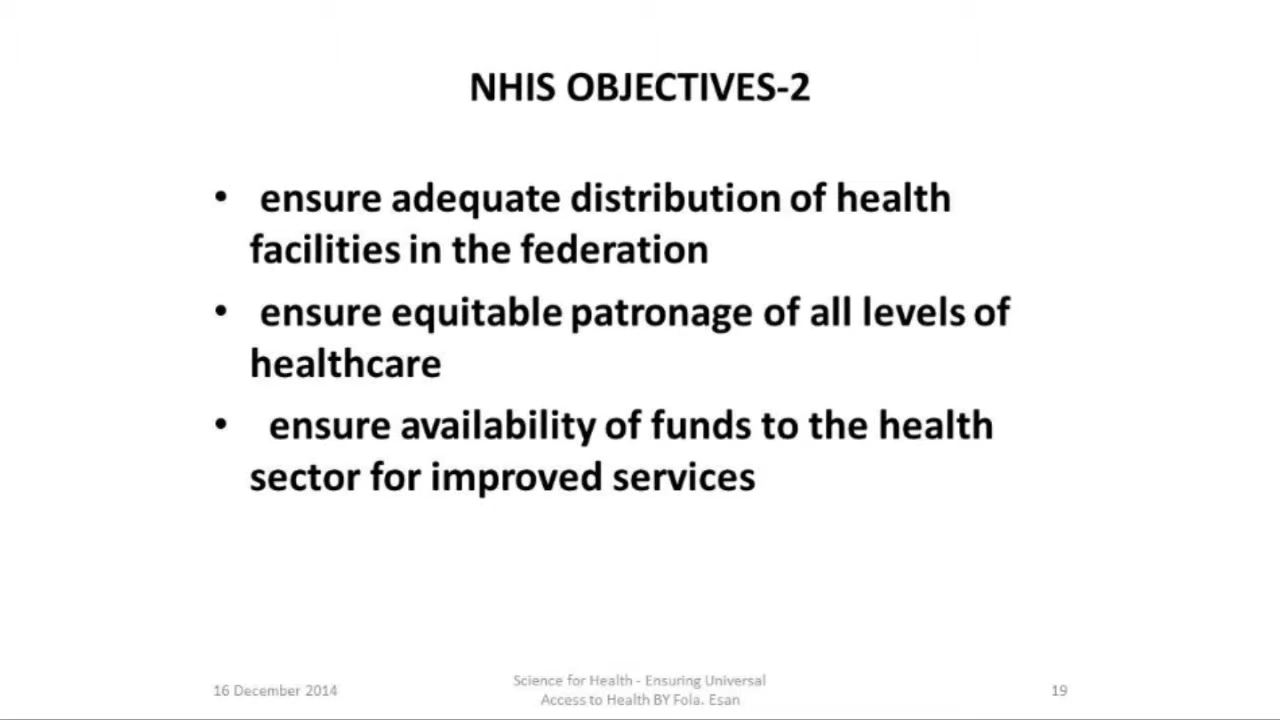 NHIS OBJECTIVES-2
• ensure adequate distribution of health
facilities in the federation
• ensure equitable patronage of all levels of
healthcare
• ensure availability of funds to the health
sector for improved services
16 December 2014
Science for Health - Ensuring Universal
Access to Health BY Fola. Esan
19